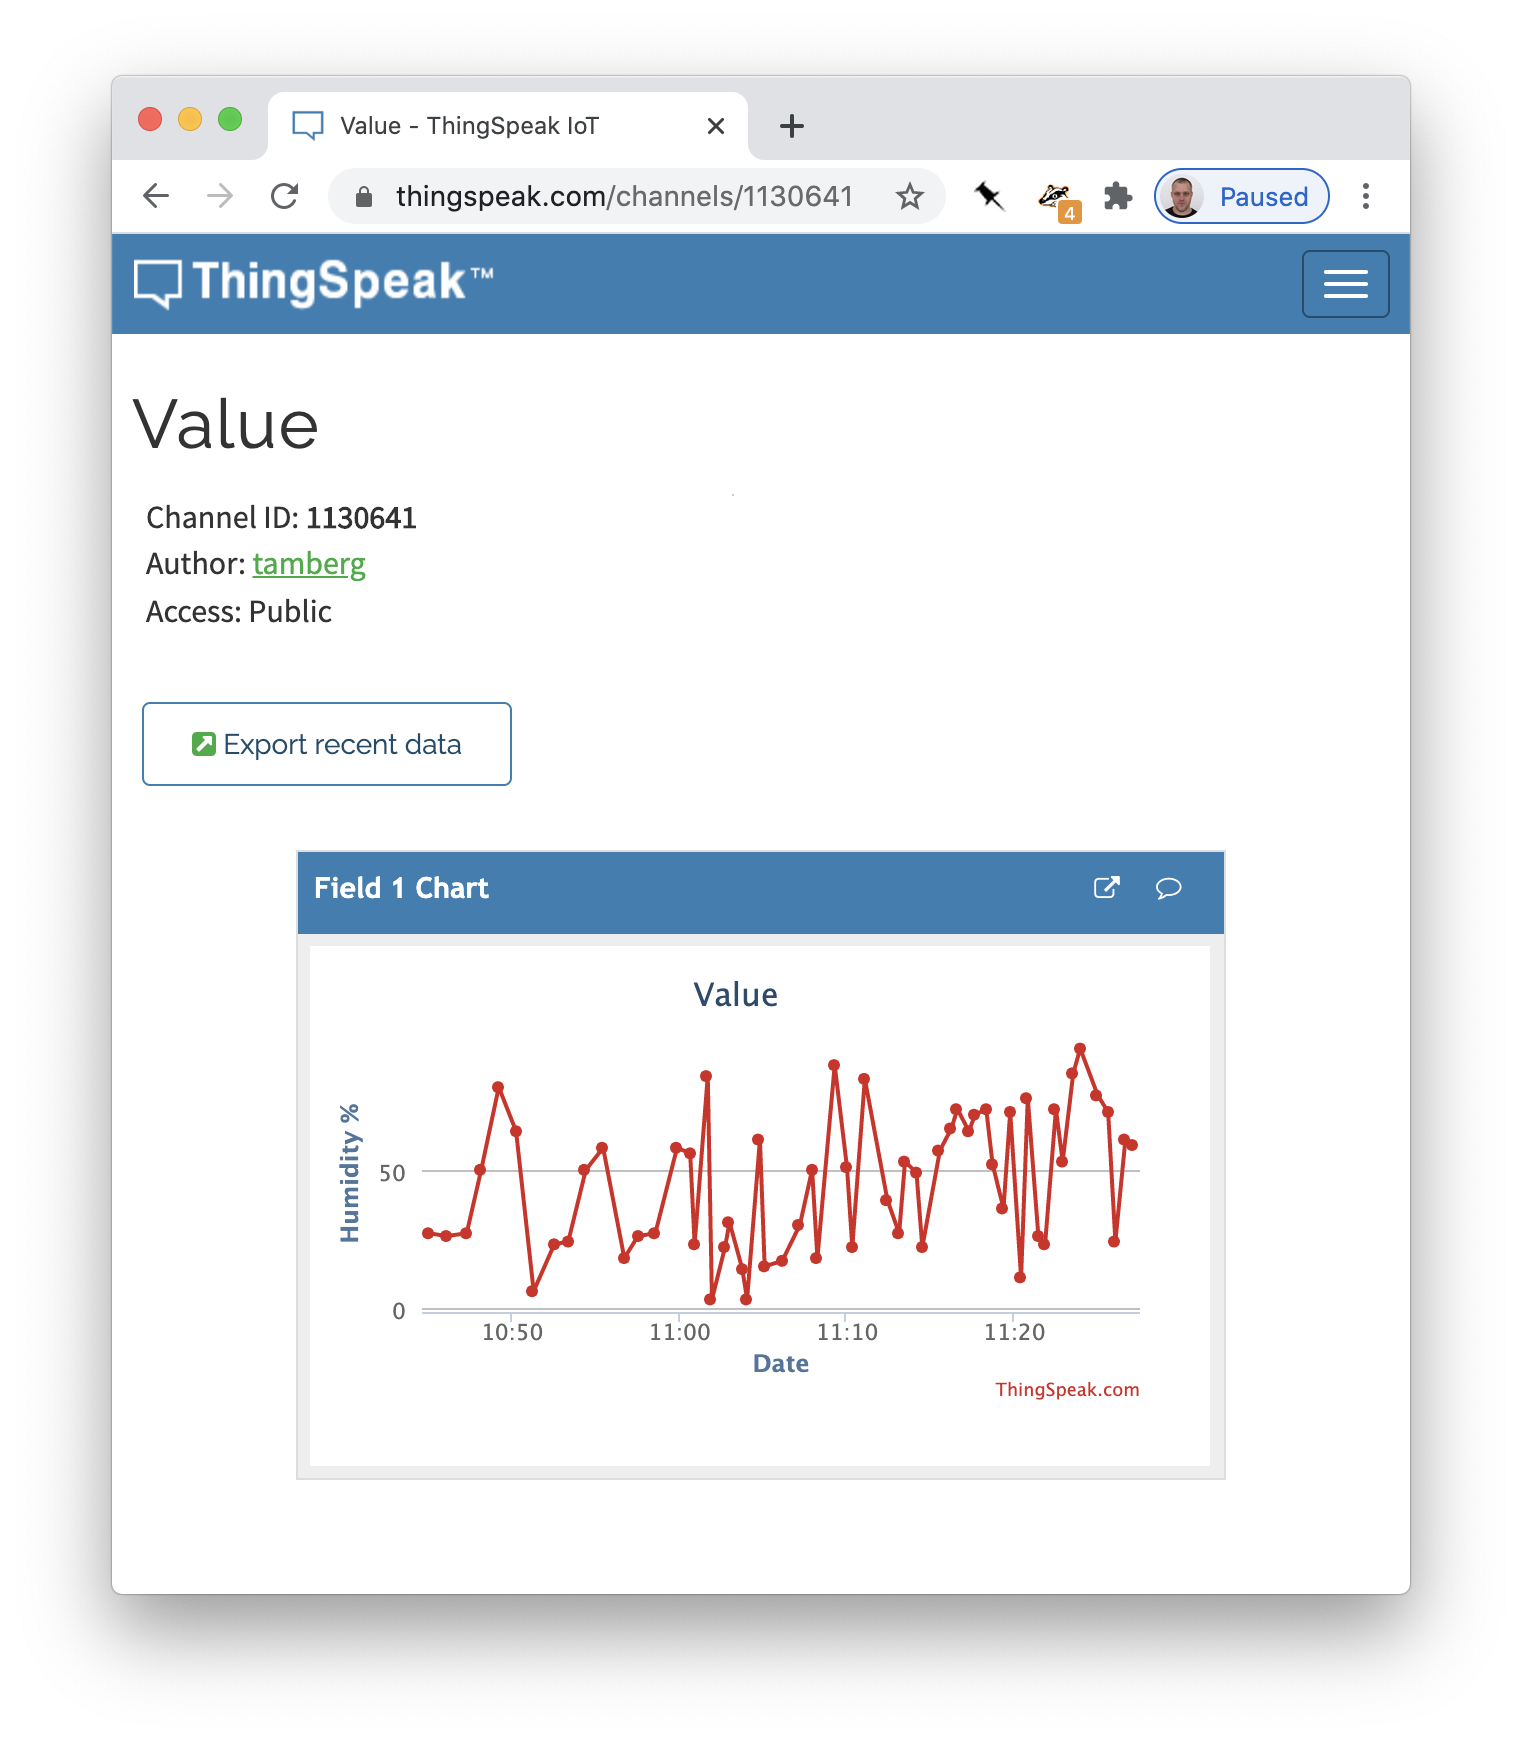 Value - ThingSpeak IoT
thingspeak.com/channels/1130641
4
Paused
ThingSpeak™
Value
Channel ID: 1130641
Author: tamberg
Access: Public
Export recent data
Field 1 Chart
Value
Humidity %
50
0
10:50 11:00 11:10 11:20
Date
ThingSpeak.com